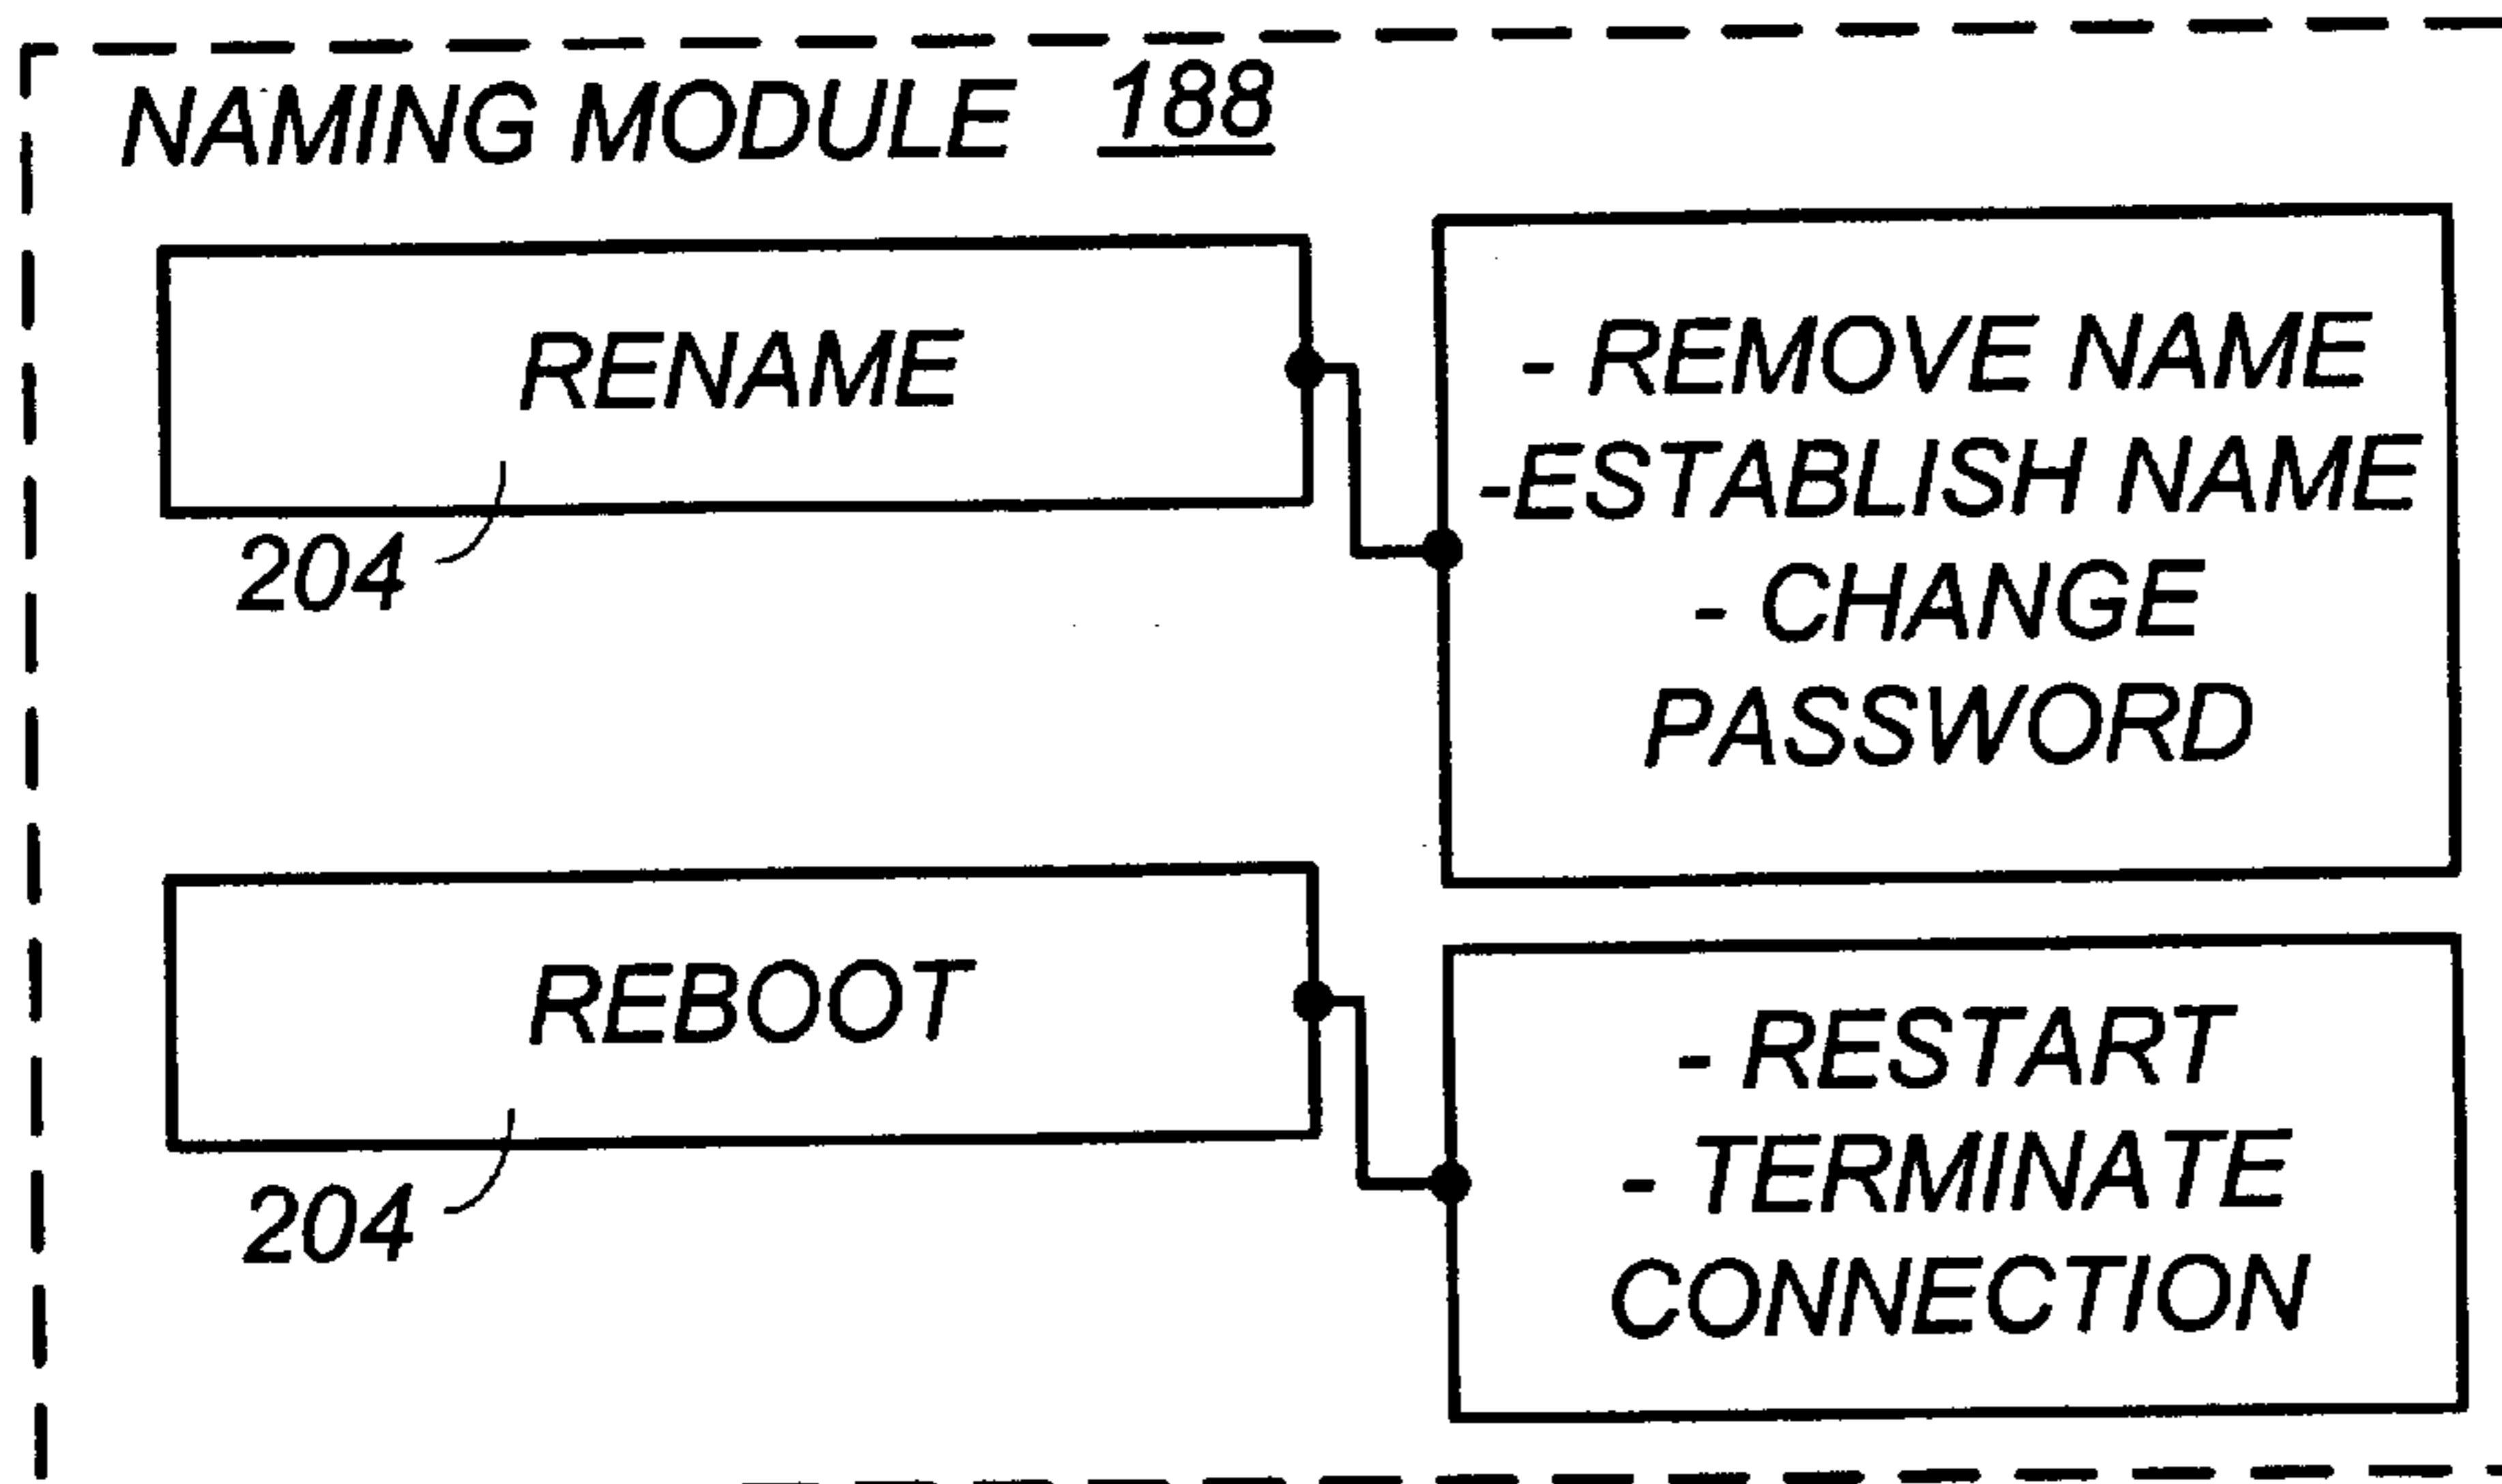 NAMING MODULE 188
RENAME
204
- REMOVE NAME
-ESTABLISH NAME
- CHANGE
PASSWORD
REBOOT
204
- RESTART
- TERMINATE
CONNECTION